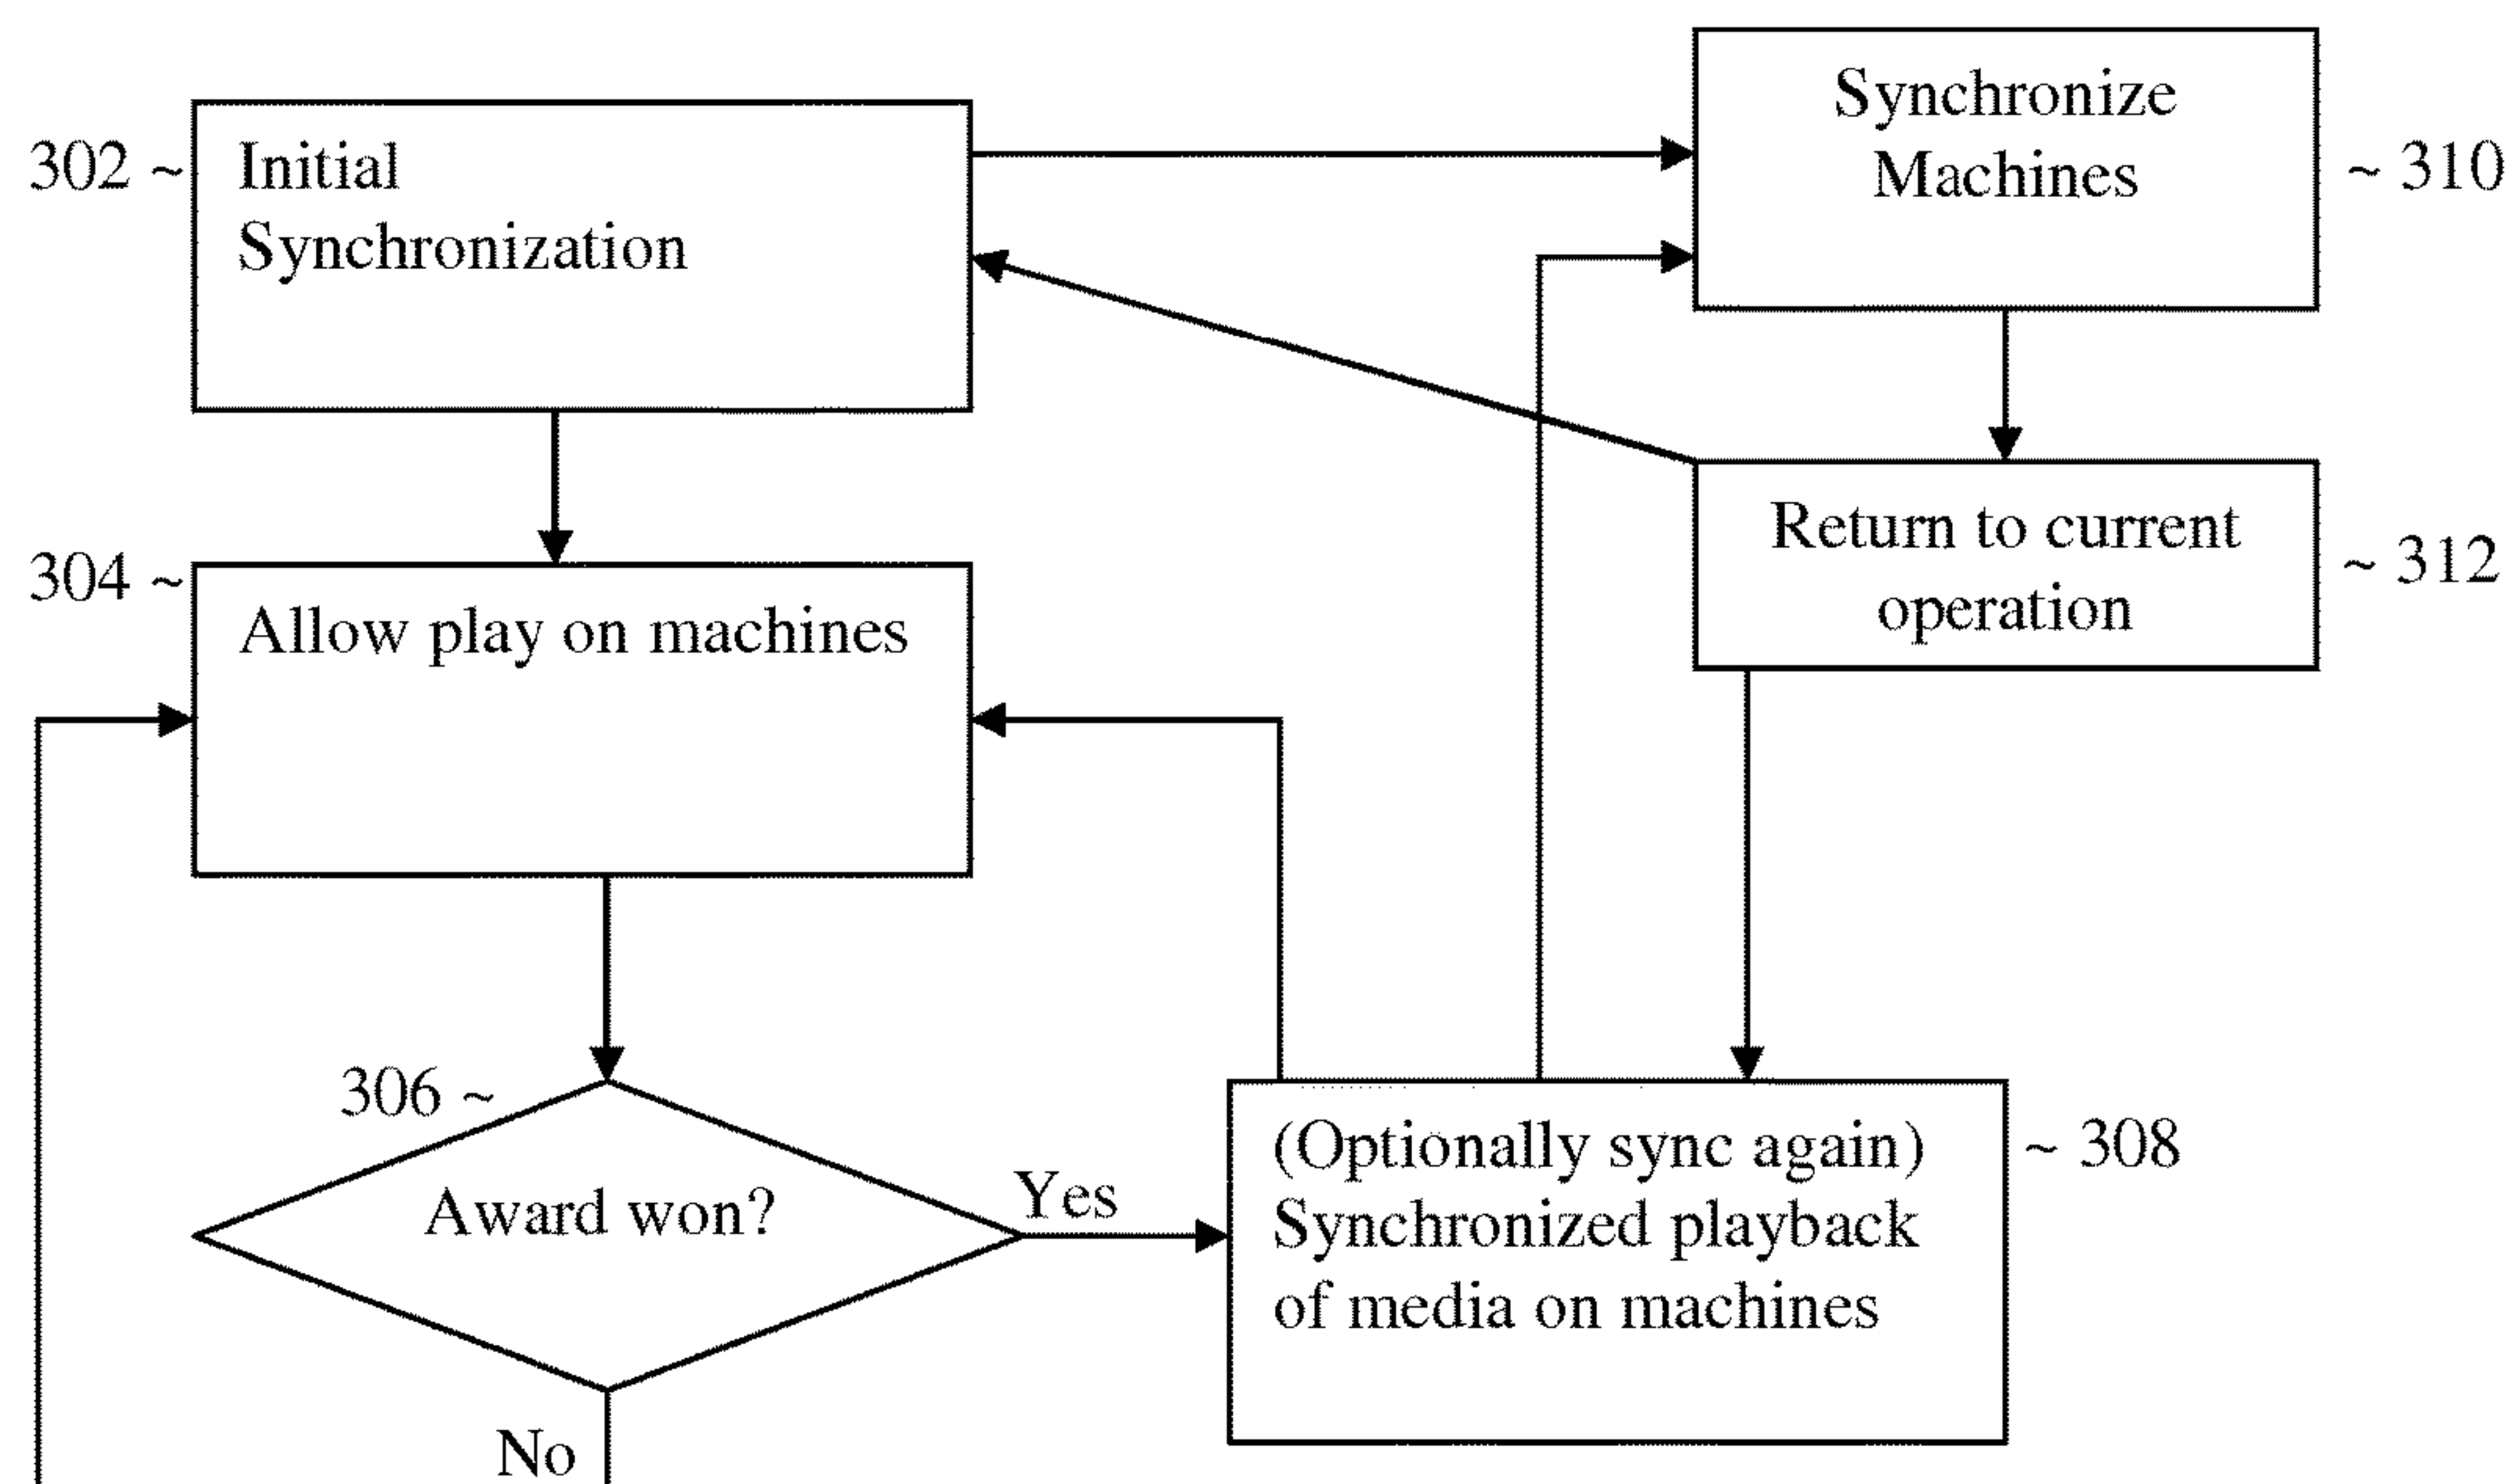 302 ~
Initial
Synchronization
Synchronize
Machines
~ 310
Return to current
operation
~ 312
304 ~
Allow play on machines
306 ~
Award won?
Yes
No
(Optionally sync again)
Synchronized playback
of media on machines
~ 308